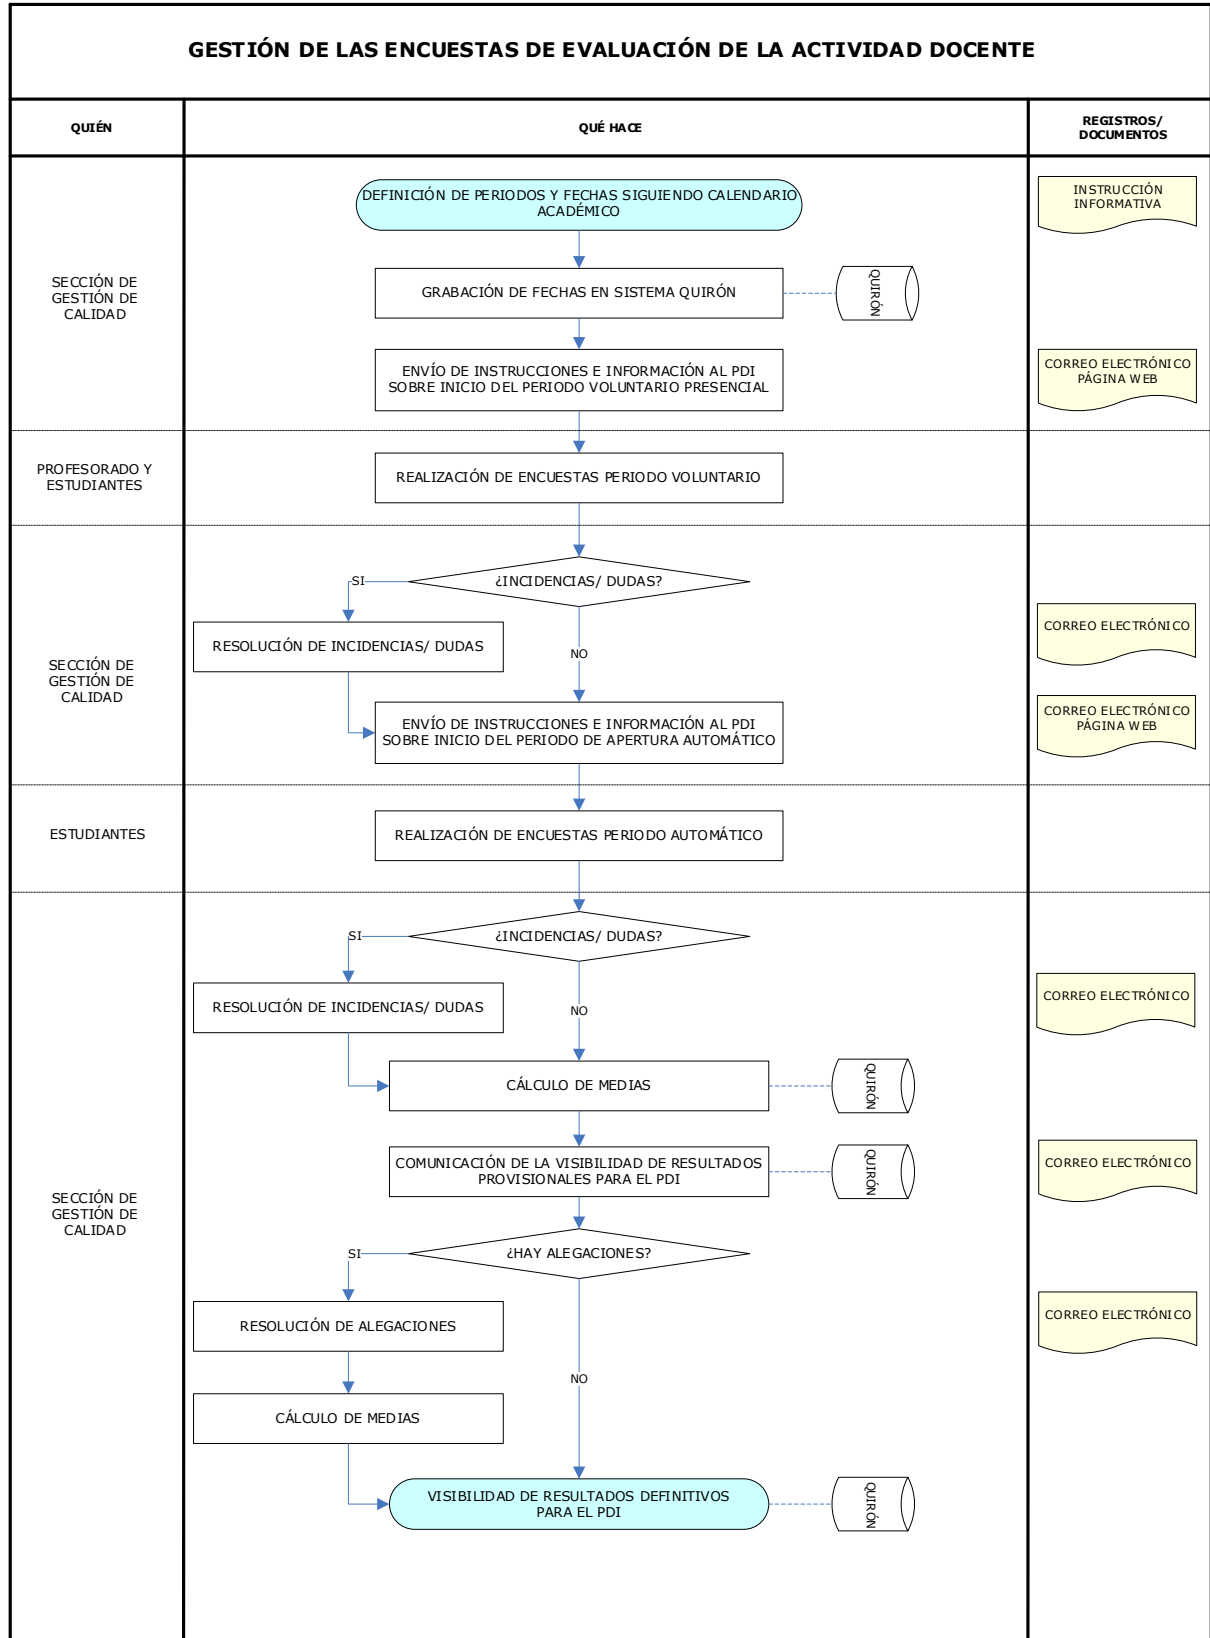 GESTIÓN DE LAS ENCUESTAS DE EVALUACIÓN DE LA ACTIVIDAD DOCENTE
QUIÉN
QUÉ HACE
REGISTROS/
DOCUMENTOS
DEFINICIÓN DE PERIODOS Y FECHAS SIGUIENDO CALENDARIO
ACADÉMICO
INSTRUCCIÓN
INFORMATIVA
SECCIÓN DE
GESTIÓN DE
CALIDAD
GRABACIÓN DE FECHAS EN SISTEMA QUIRÓN
QUIRÓN
ENVÍO DE INSTRUCCIONES E INFORMACIÓN AL PDI
SOBRE INICIO DEL PERIODO VOLUNTARIO PRESENCIAL
CORREO ELECTRÓNICO
PÁGINA WEB
PROFESORADO Y
ESTUDIANTES
REALIZACIÓN DE ENCUESTAS PERIODO VOLUNTARIO
¿INCIDENCIAS/ DUDAS?
SI
RESOLUCIÓN DE INCIDENCIAS/ DUDAS
NO
CORREO ELECTRÓNICO
SECCIÓN DE
GESTIÓN DE
CALIDAD
ENVÍO DE INSTRUCCIONES E INFORMACIÓN AL PDI
SOBRE INICIO DEL PERIODO DE APERTURA AUTOMÁTICO
CORREO ELECTRÓNICO
PÁGINA WEB
ESTUDIANTES
REALIZACIÓN DE ENCUESTAS PERIODO AUTOMÁTICO
¿INCIDENCIAS/ DUDAS?
SI
RESOLUCIÓN DE INCIDENCIAS/ DUDAS
NO
CORREO ELECTRÓNICO
CÁLCULO DE MEDIAS
QUIRÓN
COMUNICACIÓN DE LA VISIBILIDAD DE RESULTADOS
PROVISIONALES PARA EL PDI
QUIRÓN
CORREO ELECTRÓNICO
SECCIÓN DE
GESTIÓN DE
CALIDAD
¿HAY ALEGACIONES?
SI
RESOLUCIÓN DE ALEGACIONES
CORREO ELECTRÓNICO
NO
CÁLCULO DE MEDIAS
VISIBILIDAD DE RESULTADOS DEFINITIVOS
PARA EL PDI
QUIRÓN